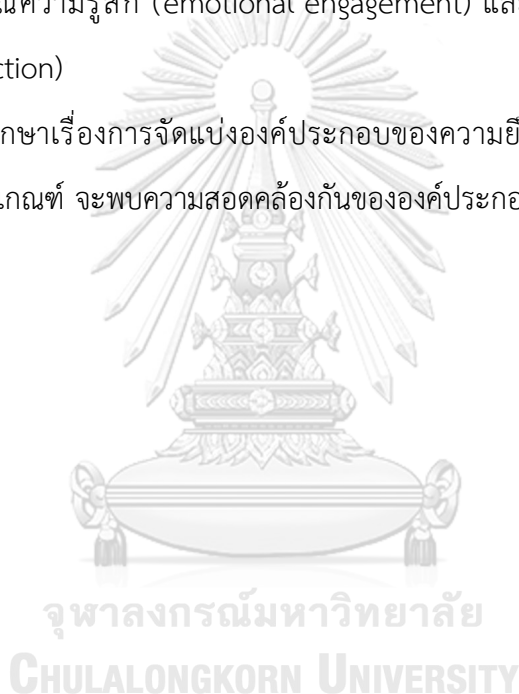 ความรู้สึก (emotional engagement) และ
ction)
กษาเรื่องการจัดแบ่งองค์ประกอบของความยึ
เกณฑ์ จะพบความสอดคล้องกันขององค์ประกอ
จุฬาลงกรณ์มหาวิทยาลัย
CHULALONGKORN UNIVERSITY